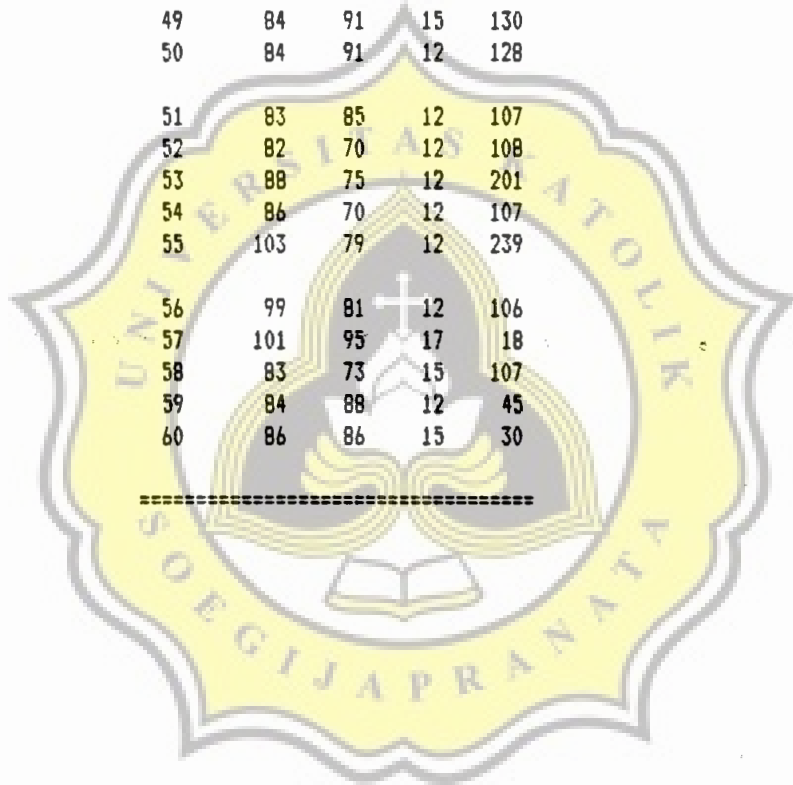 49 84 91 15 130
50 84 91 12 128
51 83 85 12 107
52 82 70 12 108
53 88 75 12 201
54 86 70 12 107
55 103 79 12 239
56 99 81 12 106
57 101 95 17 18
58 83 73 15 107
59 84 88 12 45
60 86 86 15 30
===================================
UNIVERSITAS KATOLIK
SOEGIJAPRANATA